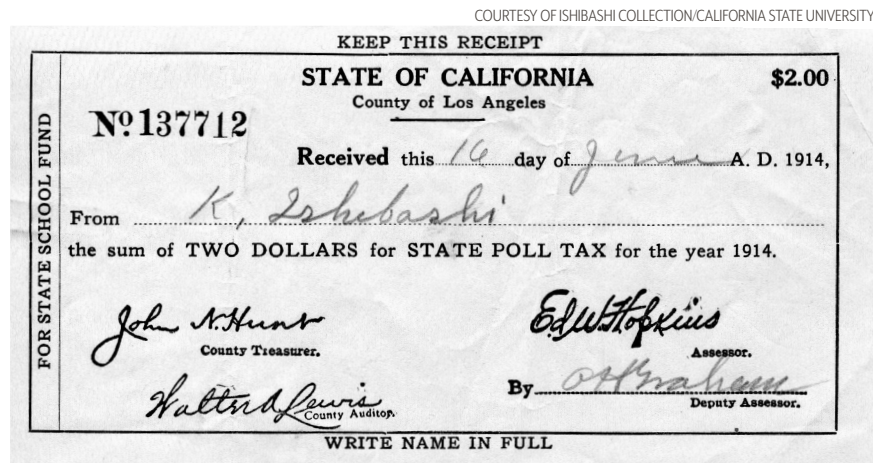 COURTESY OF ISHIBASHI COLLECTION/CALIFORNIA STATE UNIVERSITY
KEEP THIS RECEIPT
STATE OF CALIFORNIA $2.00
County of Los Angeles
FOR STATE SCHOOL FUND
No 137712
Received this 16 day of June A. D. 1914,
From K, Ishibashi
the sum of TWO DOLLARS for STATE POLL TAX for the year 1914.
John N. Hunt
County Treasurer.
Ed W. Hopkins
Assessor.
Walter A Lewis
County Auditor.
By Graham
Deputy Assessor.
WRITE NAME IN FULL